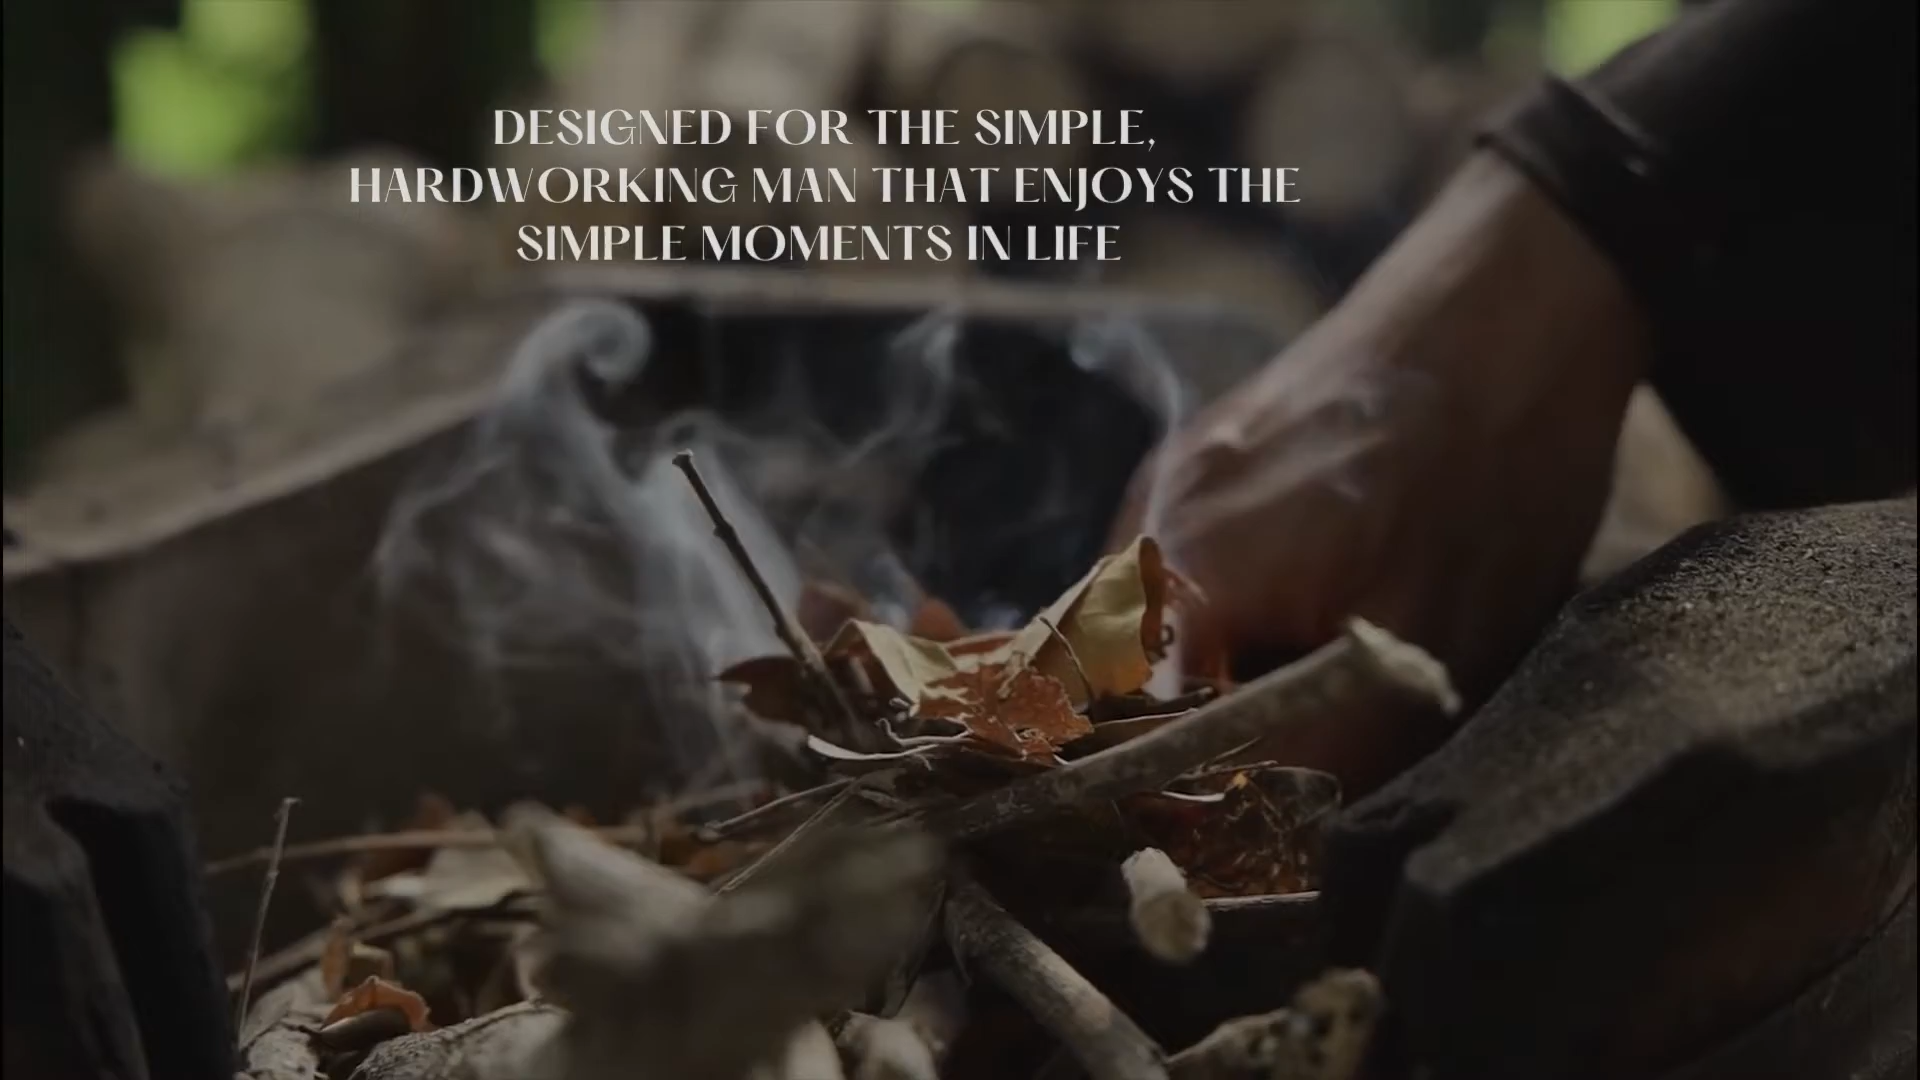 DESIGNED FOR THE SIMPLE,
HARDWORKING MAN THAT ENJOYS THE
SIMPLE MOMENTS IN LIFE